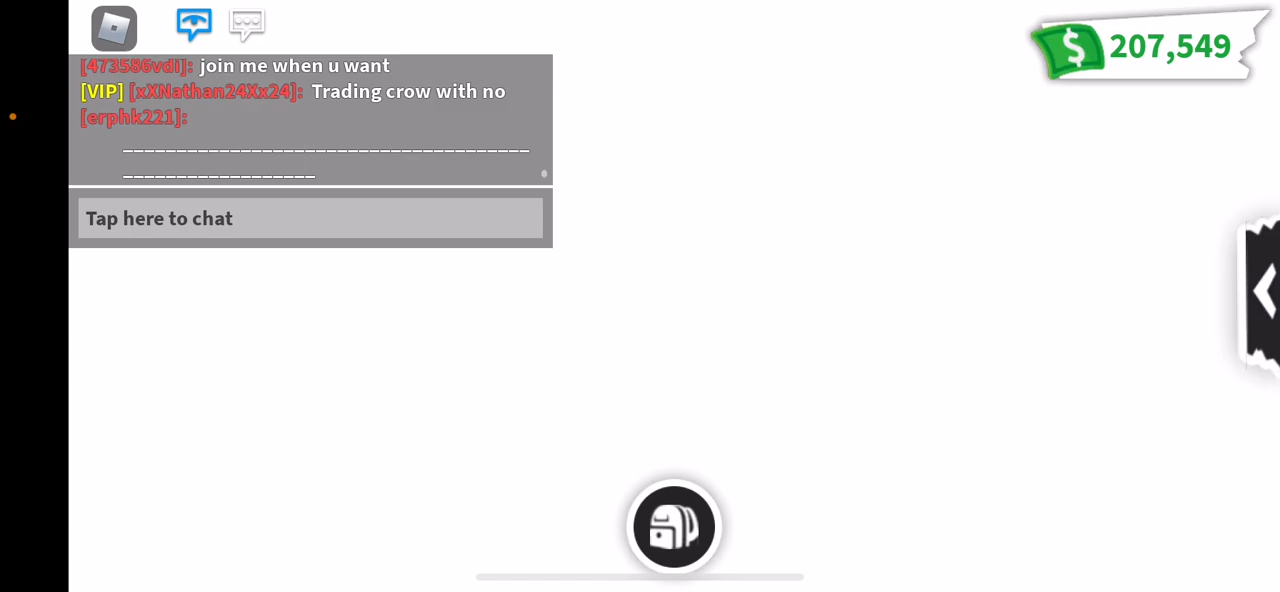 [473586vdi]: join me when u want
[VIP] [xXNathan24Xx24]: Trading crow with no
[erphk221]:
______________________________________
__________________
Tap here to chat
$ 207,549